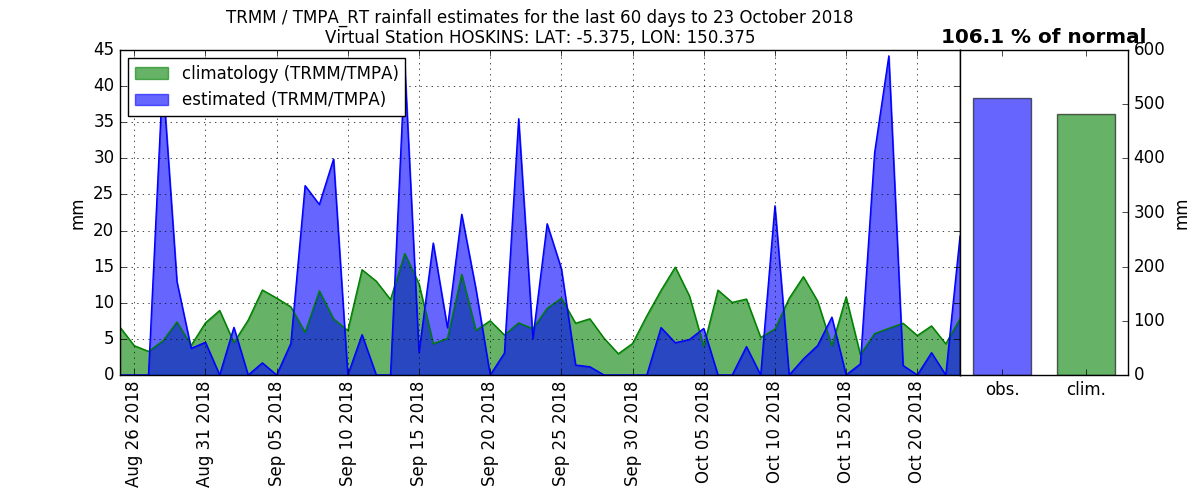 TRMM / TMPA_RT rainfall estimates for the last 60 days to 23 October 2018
Virtual Station HOSKINS: LAT: -5.375, LON: 150.375
106.1 % of normal
climatology (TRMM/TMPA)
estimated (TRMM/TMPA)
45
40
35
30
25
20
15
10
5
0
mm
Aug 26 2018
Aug 31 2018
Sep 05 2018
Sep 10 2018
Sep 15 2018
Sep 20 2018
Sep 25 2018
Sep 30 2018
Oct 05 2018
Oct 10 2018
Oct 15 2018
Oct 20 2018
obs.
clim.
600
500
400
300
200
100
0
mm